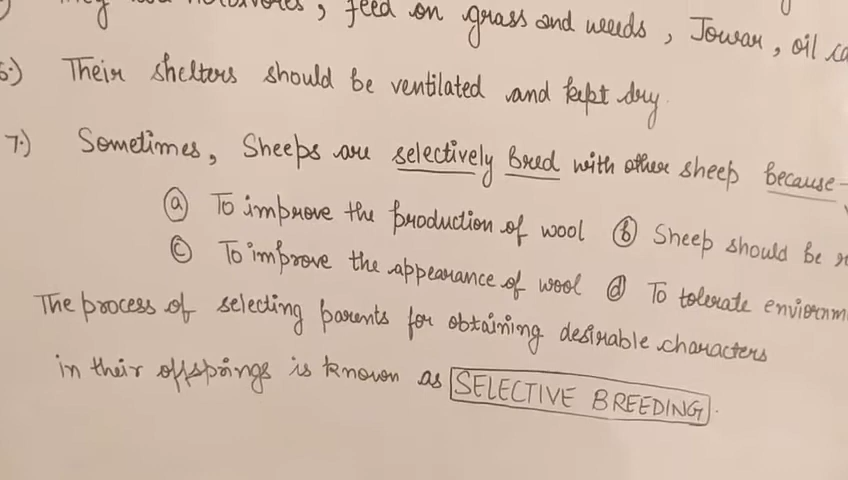 feed on grass and weeds, Jowar, oil
6.) Their shelters should be ventilated and kept dry.
7.) Sometimes, Sheeps are selectively Bred with other sheep because-
(a) To improve the production of wool (b) Sheep should be
(c) To improve the appearance of wool (d) To tolerate enviornm
The process of selecting parents for obtaining desirable characters
in their offsprings is known as SELECTIVE BREEDING.